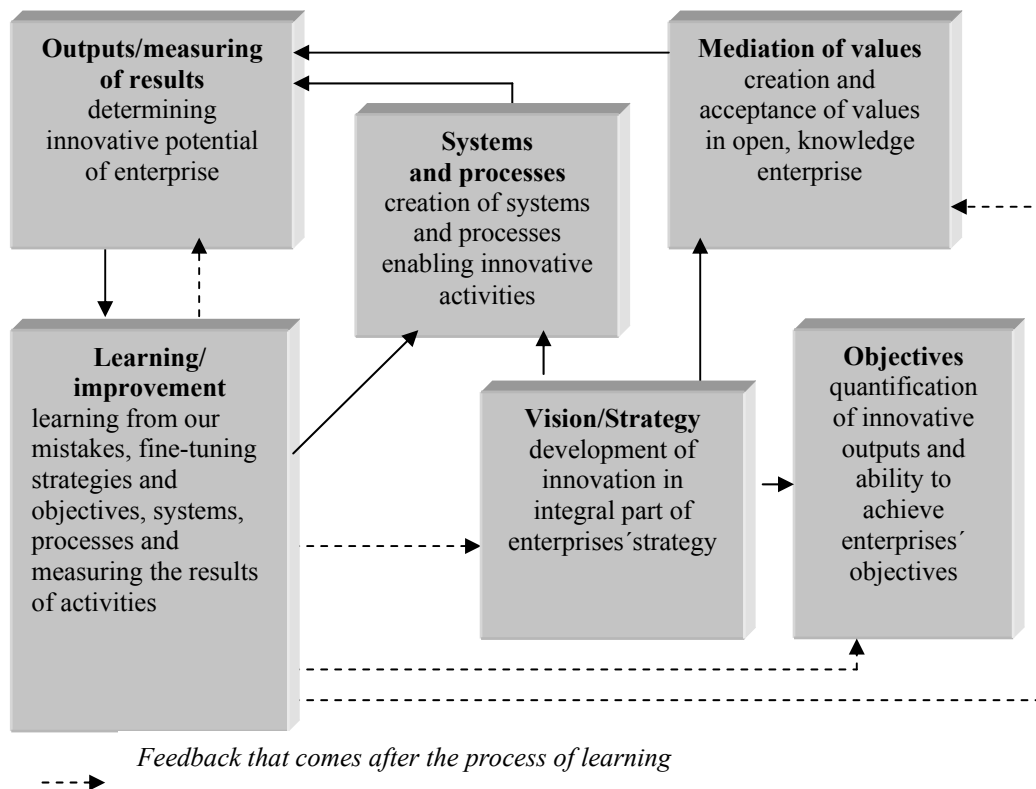 Outputs/measuring
of results
determining
innovative potential
of enterprise
Mediation of values
creation and
acceptance of values
in open, knowledge
enterprise
Systems
and processes
creation of systems
and processes
enabling innovative
activities
Learning/
improvement
learning from our
mistakes, fine-tuning
strategies and
objectives, systems,
processes and
measuring the results
of activities
Vision/Strategy
development of
innovation in
integral part of
enterprises´strategy
Objectives
quantification
of innovative
outputs and
ability to
achieve
enterprises´
objectives
Feedback that comes after the process of learning